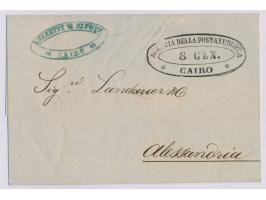 CAIRO
DELLA POSTA EUROPEA
8 GEN.
CAIRO
Sig.ri Landauer & C
Alessandria